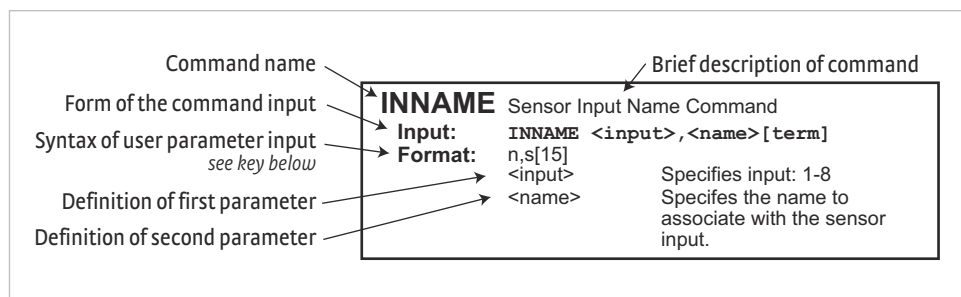 Command name
Brief description of command
INNAME Sensor Input Name Command
Form of the command input
Input: INNAME <input>,<name>[term]
Syntax of user parameter input
see key below
Format: n,s[15]
Definition of first parameter
<input> Specifies input: 1-8
Definition of second parameter
<name> Specifes the name to
associate with the sensor
input.